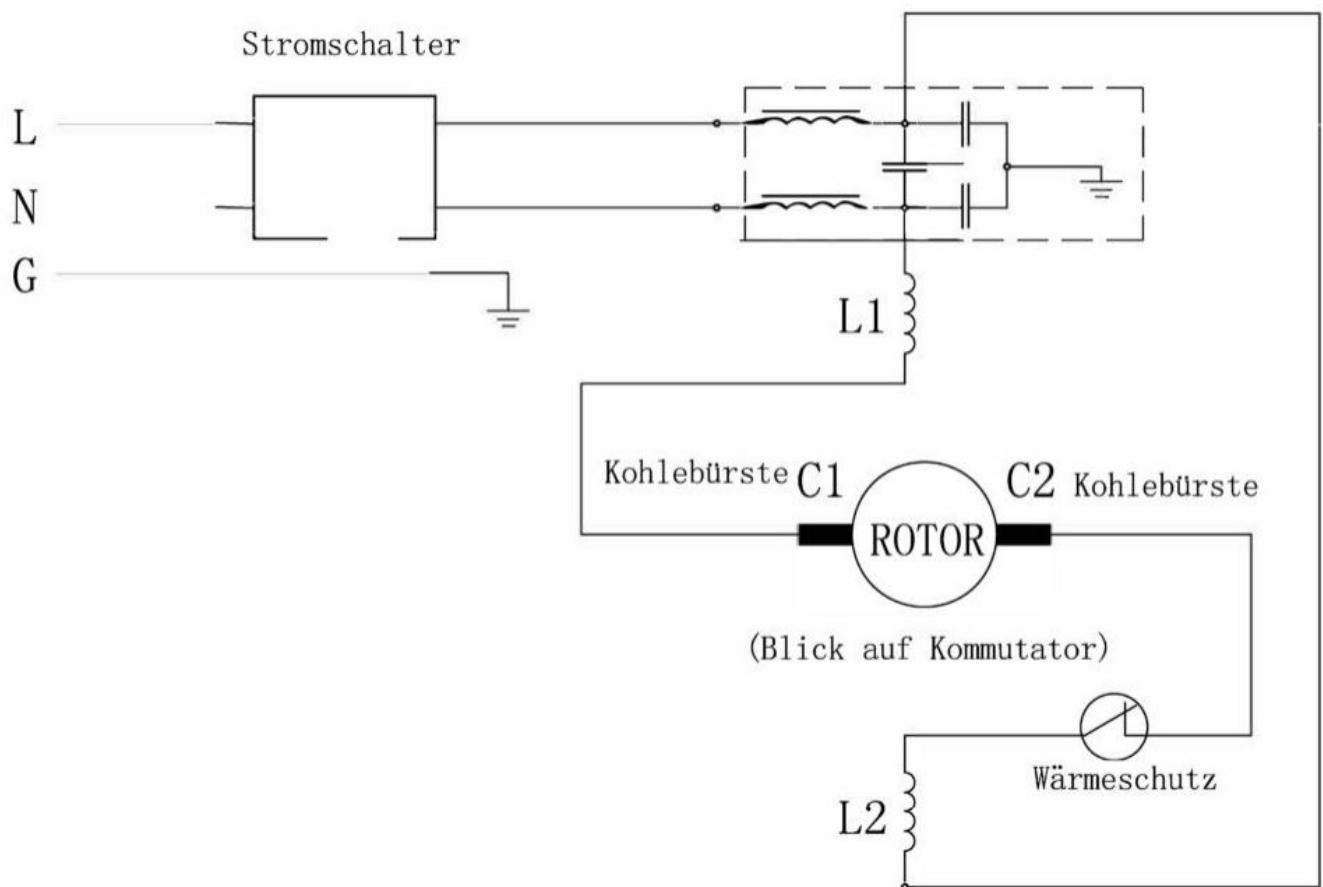 Stromschalter
L
N
G
L1
Kohlebürste C1
C2 Kohlebürste
ROTOR
(Blick auf Kommutator)
Wärmeschutz
L2